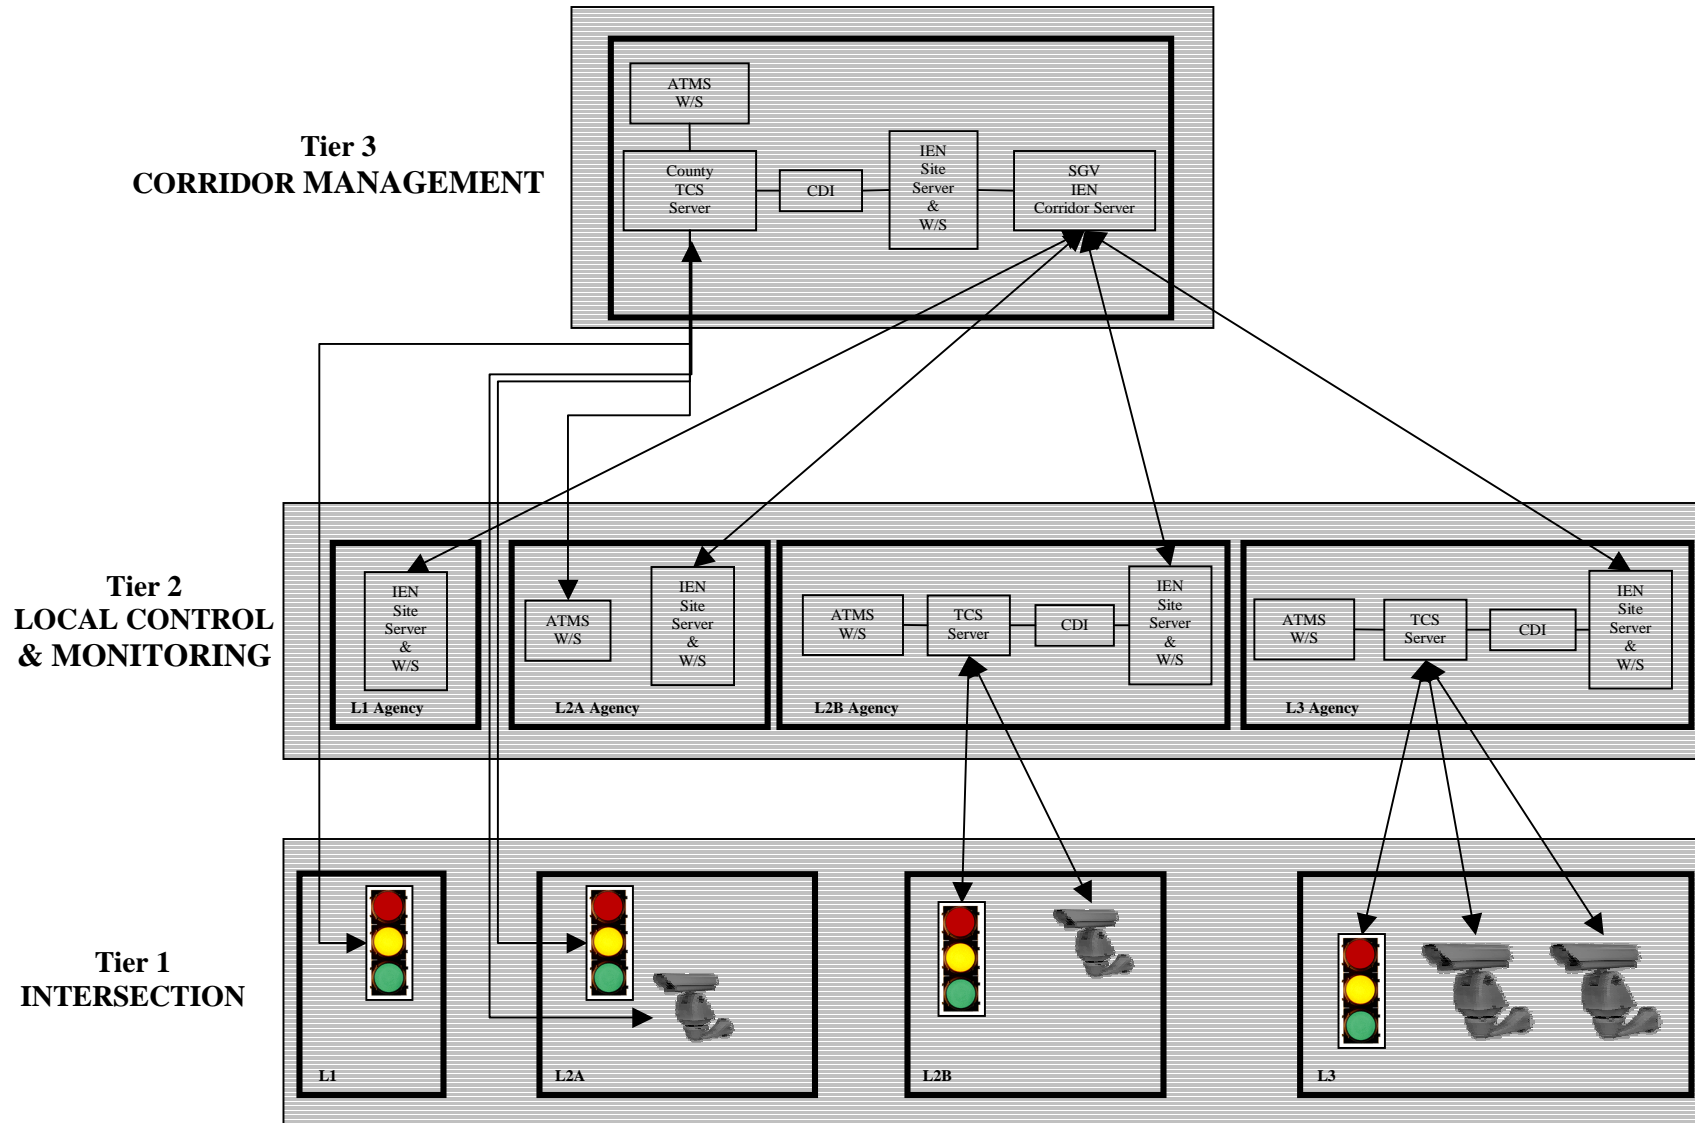 Tier 3
CORRIDOR MANAGEMENT
ATMS
W/S
County
TCS
Server
CDI
IEN
Site
Server
&
W/S
SGV
IEN
Corridor Server
Tier 2
LOCAL CONTROL
& MONITORING
IEN
Site
Server
&
W/S
L1 Agency
ATMS
W/S
IEN
Site
Server
&
W/S
L2A Agency
ATMS
W/S
TCS
Server
CDI
IEN
Site
Server
&
W/S
L2B Agency
ATMS
W/S
TCS
Server
CDI
IEN
Site
Server
&
W/S
L3 Agency
Tier 1
INTERSECTION
L1
L2A
L2B
L3